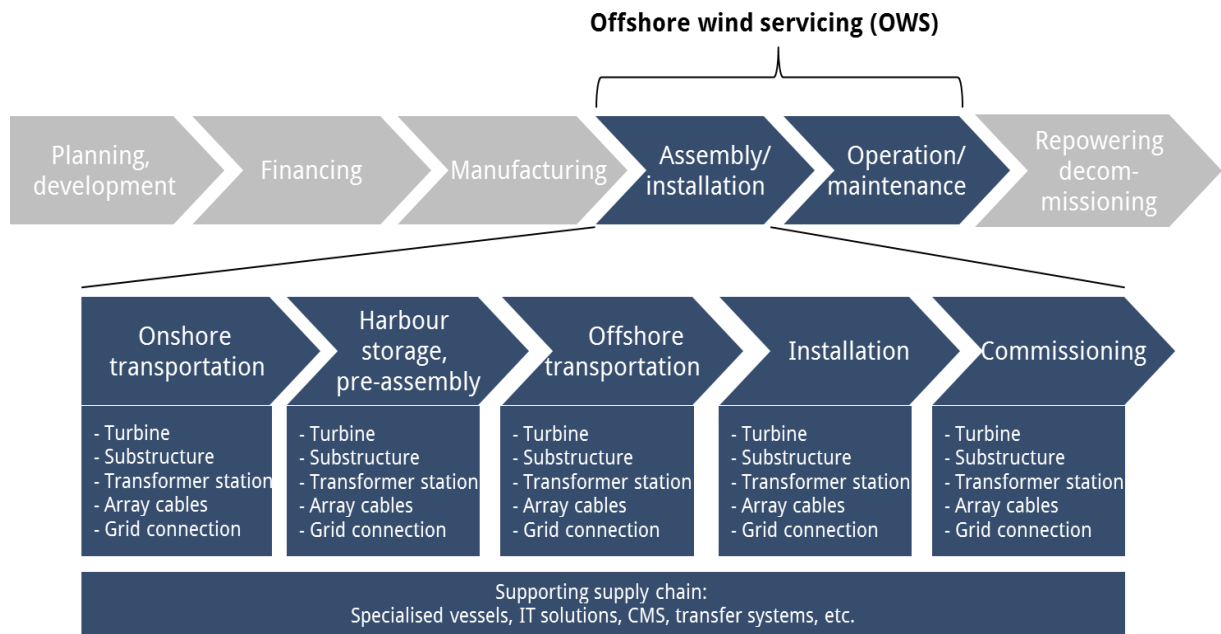 Offshore wind servicing (OWS)
Planning,
development
Financing
Manufacturing
Assembly/
installation
Operation/
maintenance
Repowering
decom-
missioning
Onshore
transportation
Harbour
storage,
pre-assembly
Offshore
transportation
Installation
Commissioning
- Turbine
- Substructure
- Transformer station
- Array cables
- Grid connection
- Turbine
- Substructure
- Transformer station
- Array cables
- Grid connection
- Turbine
- Substructure
- Transformer station
- Array cables
- Grid connection
- Turbine
- Substructure
- Transformer station
- Array cables
- Grid connection
- Turbine
- Substructure
- Transformer station
- Array cables
- Grid connection
Supporting supply chain:
Specialised vessels, IT solutions, CMS, transfer systems, etc.